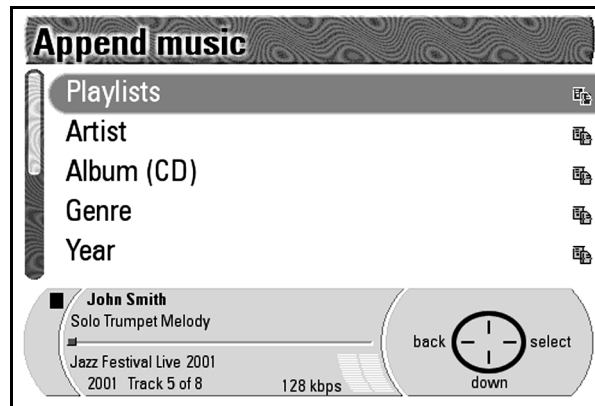 Append music
Playlists
Artist
Album (CD)
Genre
Year
John Smith
Solo Trumpet Melody
Jazz Festival Live 2001
2001 Track 5 of 8 128 kbps
back select
down